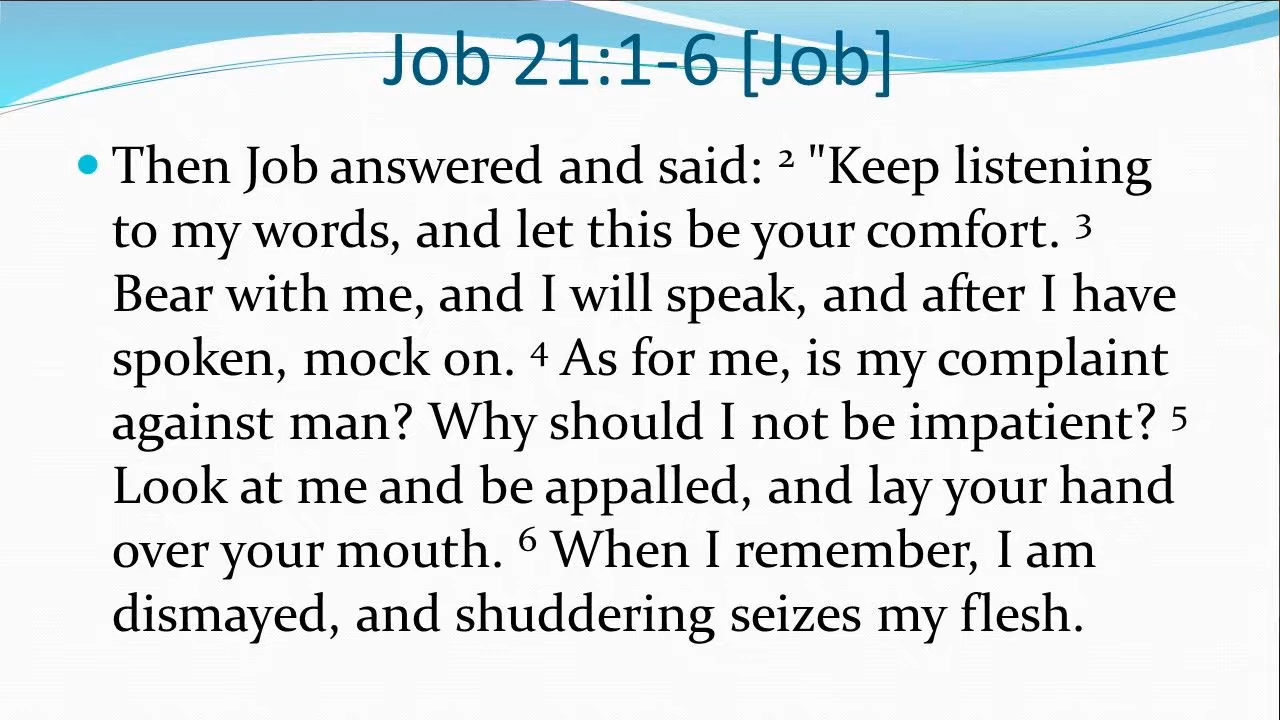 Job 21:1-6 [Job]
• Then Job answered and said: ² "Keep listening
to my words, and let this be your comfort. ³
Bear with me, and I will speak, and after I have
spoken, mock on. ⁴ As for me, is my complaint
against man? Why should I not be impatient? ⁵
Look at me and be appalled, and lay your hand
over your mouth. ⁶ When I remember, I am
dismayed, and shuddering seizes my flesh.